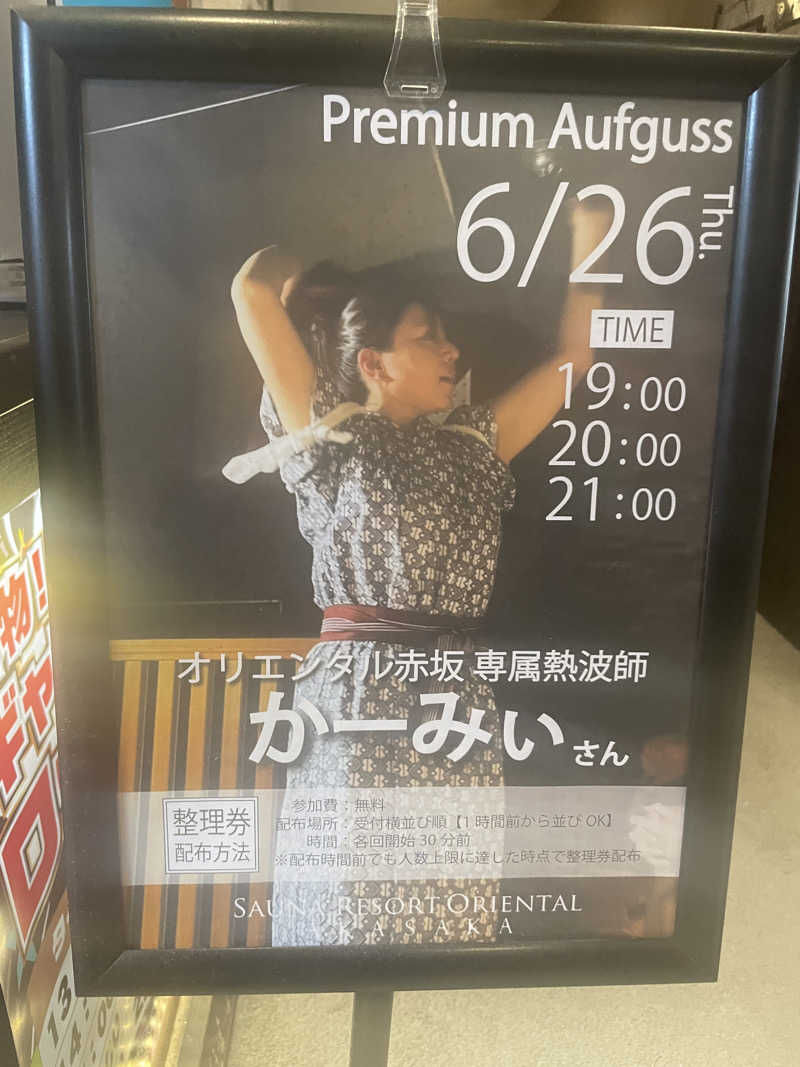 Premium Aufguss
6/26 Thu.
TIME
19:00
20:00
21:00
オリエンタル赤坂 専属熱波師
かーみぃさん
整理券
配布方法
参加費：無料
配布場所：受付横並び順【1時間前から並びOK】
時間：各回開始30分前
※配布時間前でも人数上限に達した時点で整理券配布
SAUNA RESORT ORIENTAL
AKASAKA
物!
ギャ
13
14